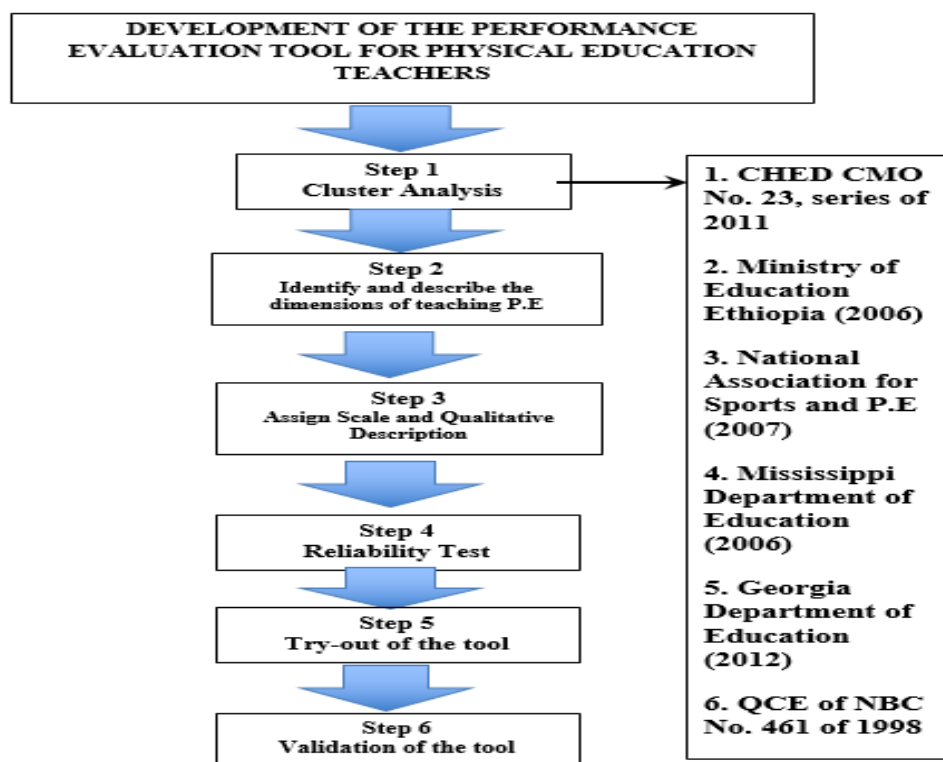 DEVELOPMENT OF THE PERFORMANCE
EVALUATION TOOL FOR PHYSICAL EDUCATION
TEACHERS
Step 1
Cluster Analysis
Step 2
Identify and describe the
dimensions of teaching P.E
Step 3
Assign Scale and Qualitative
Description
Step 4
Reliability Test
Step 5
Try-out of the tool
Step 6
Validation of the tool
1. CHED CMO
No. 23, series of
2011
2. Ministry of
Education
Ethiopia (2006)
3. National
Association for
Sports and P.E
(2007)
4. Mississippi
Department of
Education
(2006)
5. Georgia
Department of
Education
(2012)
6. QCE of NBC
No. 461 of 1998